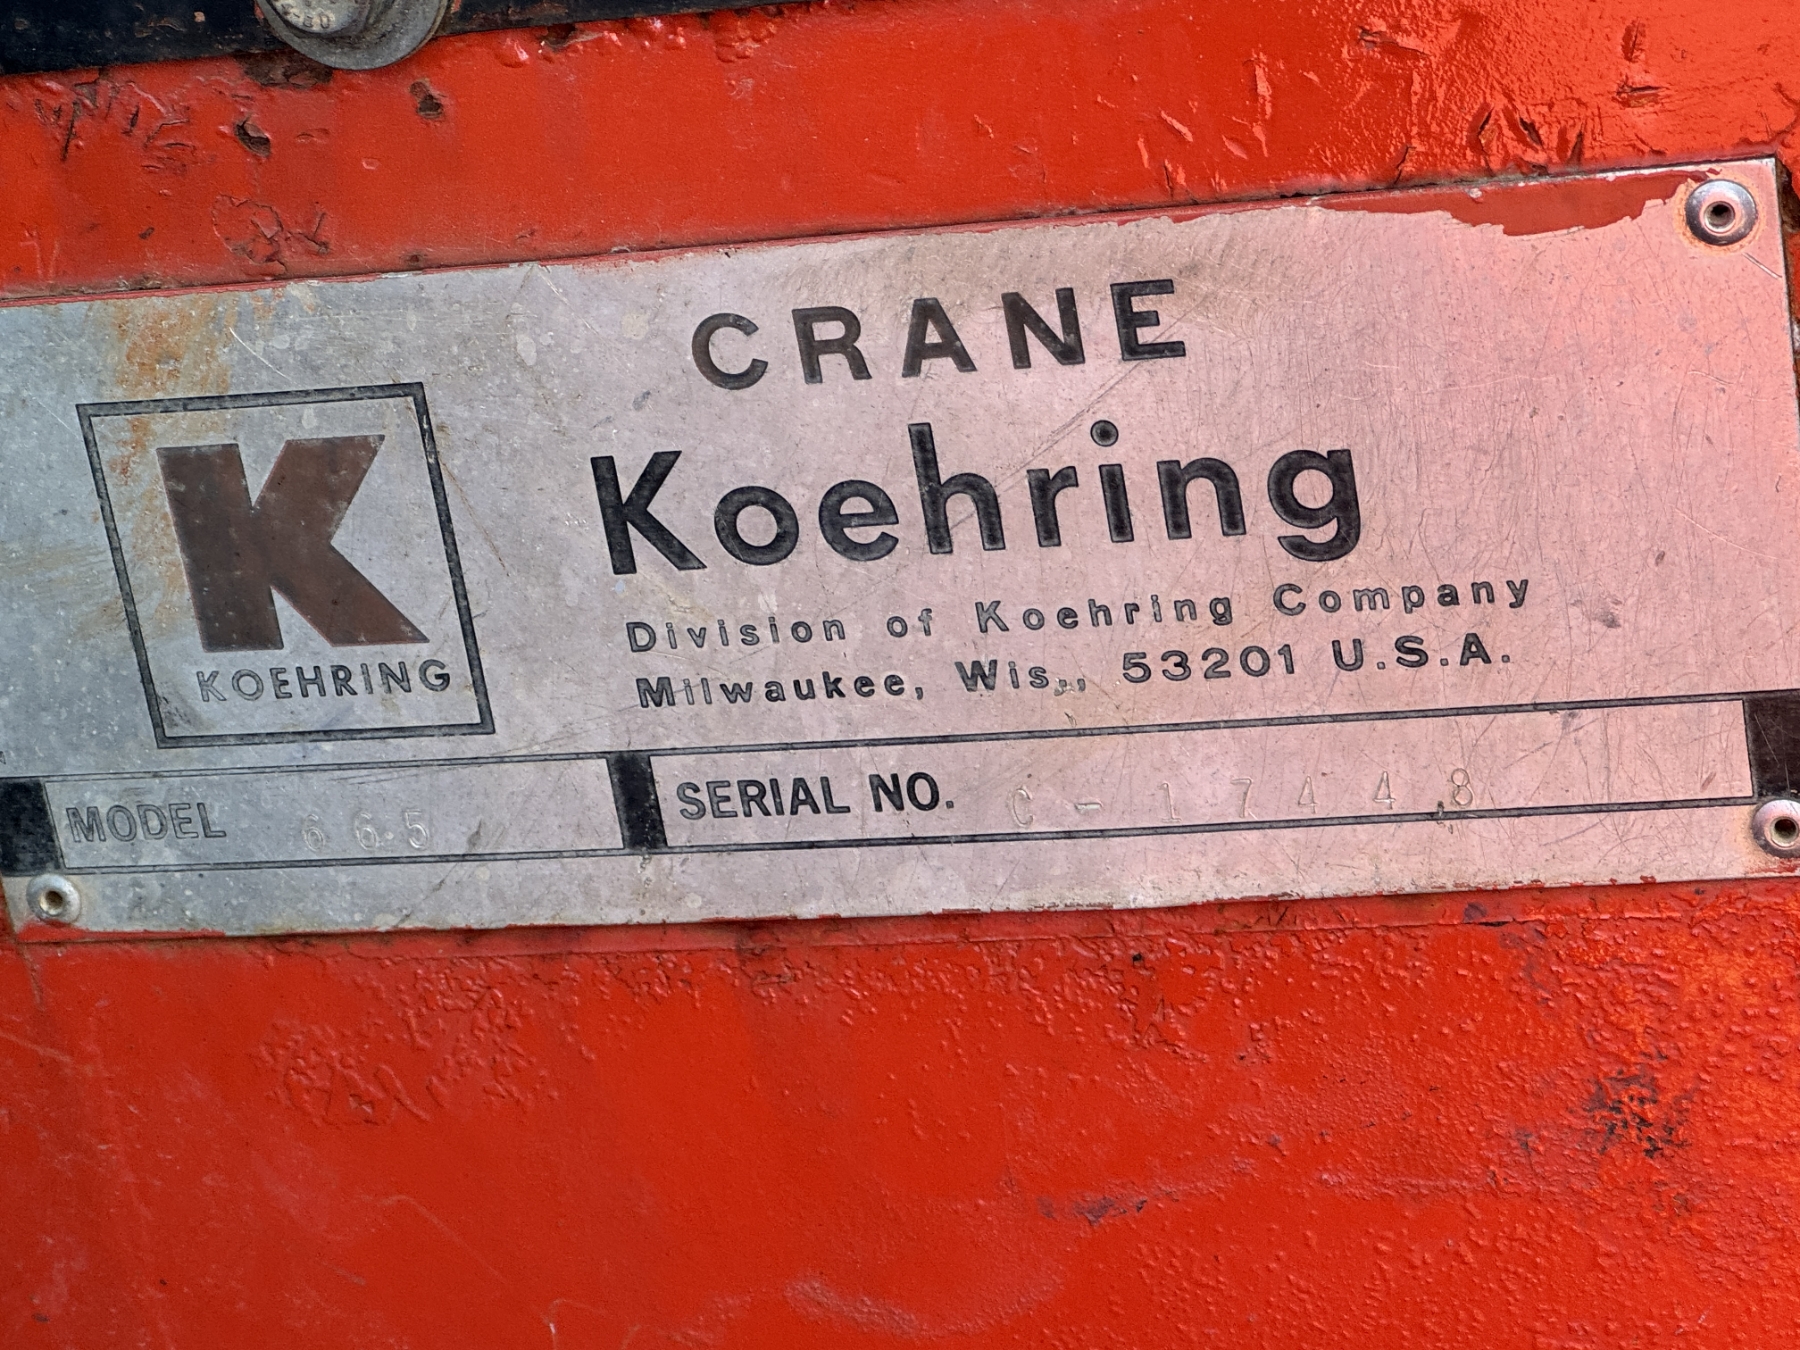 CRANE
Koehring
Division of Koehring Company
Milwaukee, Wis., 53201 U.S.A.
K
KOEHRING
MODEL 665
SERIAL NO. C-17448